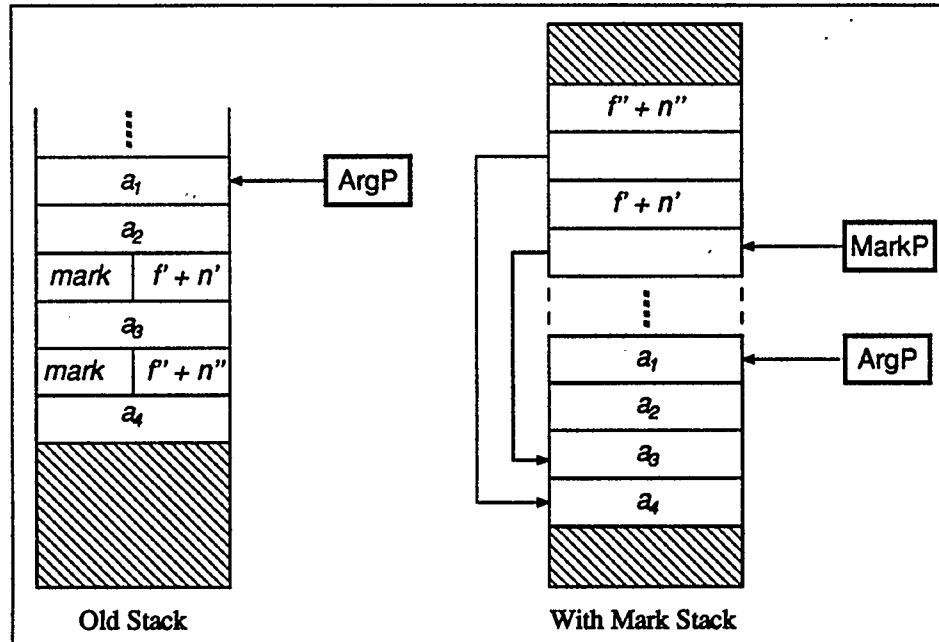 a1
a2
mark f' + n'
a3
mark f" + n"
a4
Old Stack
ArgP
f" + n"
f' + n'
MarkP
a1
ArgP
a2
a3
a4
With Mark Stack